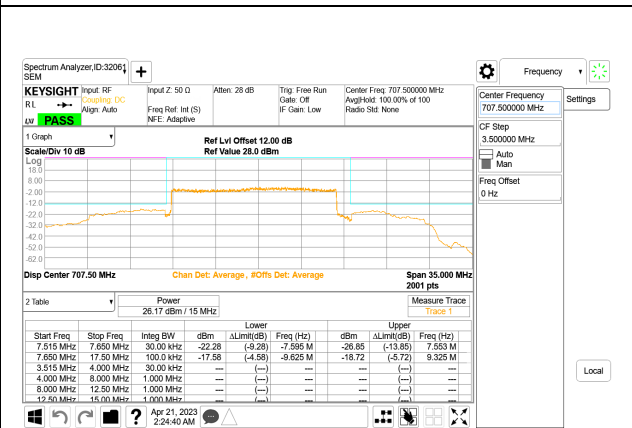 Spectrum Analyzer,ID:32061
SEM
+
Frequency
KEYSIGHT
RL
LXI PASS
Input: RF
Coupling: DC
Align: Auto
Input Z: 50 Ω
Freq Ref: Int (S)
NFE: Adaptive
Atten: 28 dB
Trig: Free Run
Gate: Off
IF Gain: Low
Center Freq: 707.500000 MHz
Avg|Hold: 100.00% of 100
Radio Std: None
Center Frequency
707.500000 MHz
Settings
CF Step
3.500000 MHz
Auto
Man
Freq Offset
0 Hz
Local
1 Graph
Scale/Div 10 dB
Ref Lvl Offset 12.00 dB
Ref Value 28.0 dBm
Log
18.0
8.00
-2.00
-12.0
-22.0
-32.0
-42.0
-52.0
-62.0
Disp Center 707.50 MHz
Chan Det: Average , #Offs Det: Average
Span 35.000 MHz
2001 pts
2 Table
Power
26.17 dBm / 15 MHz
Measure Trace
Trace 1
Lower Upper
Start Freq Stop Freq Integ BW dBm ΔLimit(dB) Freq (Hz) dBm ΔLimit(dB) Freq (Hz)
7.515 MHz 7.650 MHz 30.00 kHz -22.28 (-9.28) -7.595 M -26.85 (-13.85) 7.553 M
7.650 MHz 17.50 MHz 100.0 kHz -17.58 (-4.58) -9.625 M -18.72 (-5.72) 9.325 M
3.515 MHz 4.000 MHz 30.00 kHz --- (---) --- --- (---) ---
4.000 MHz 8.000 MHz 1.000 MHz --- (---) --- --- (---) ---
8.000 MHz 12.50 MHz 1.000 MHz --- (---) --- --- (---) ---
12.50 MHz 15.00 MHz 1.000 MHz --- (---) --- --- (---) ---
?
Apr 21, 2023
2:24:40 AM